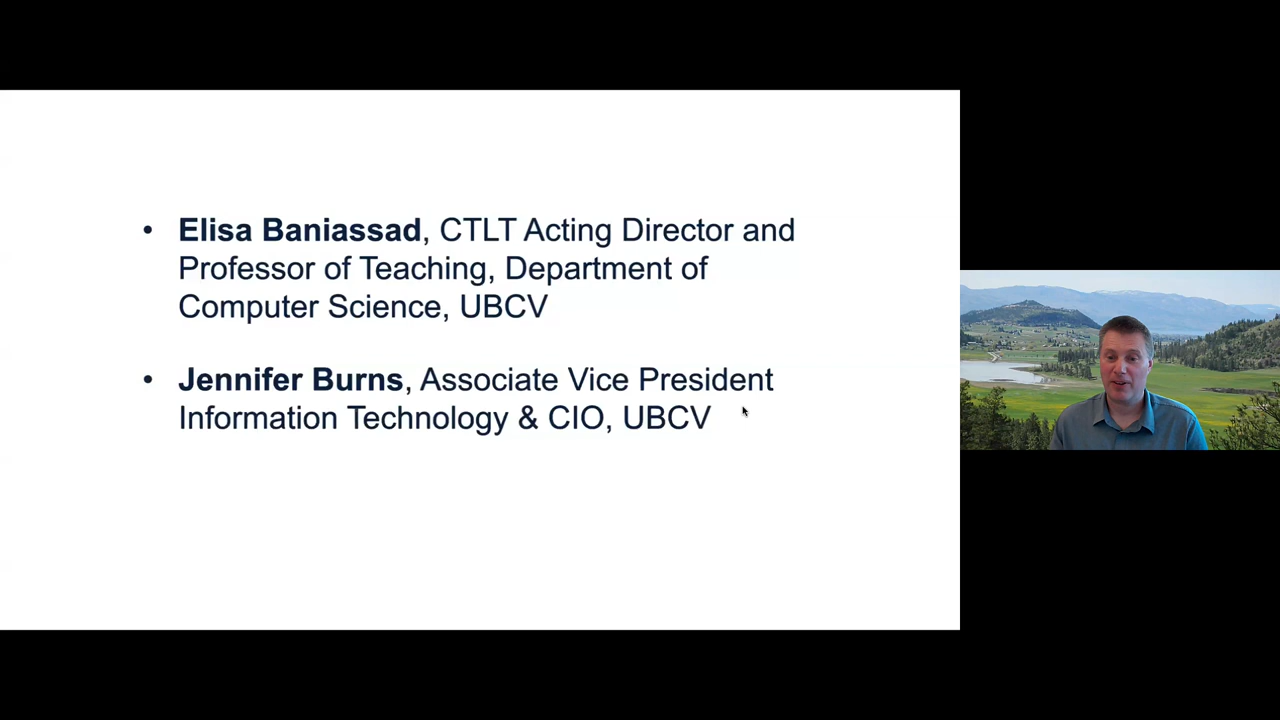 • Elisa Baniassad, CTLT Acting Director and
Professor of Teaching, Department of
Computer Science, UBCV
• Jennifer Burns, Associate Vice President
Information Technology & CIO, UBCV